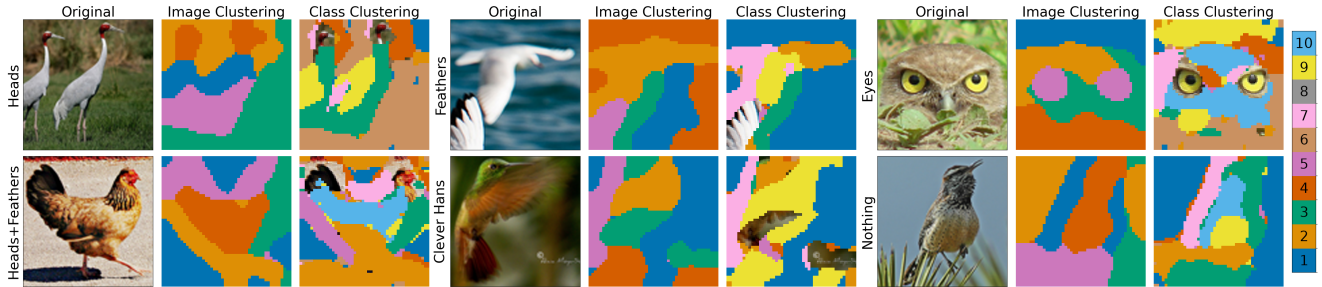 Original Image Clustering Class Clustering Original Image Clustering Class Clustering Original Image Clustering Class Clustering
Heads
Feathers
Eyes
Heads+Feathers
Clever Hans
Nothing
10
9
8
7
6
5
4
3
2
1